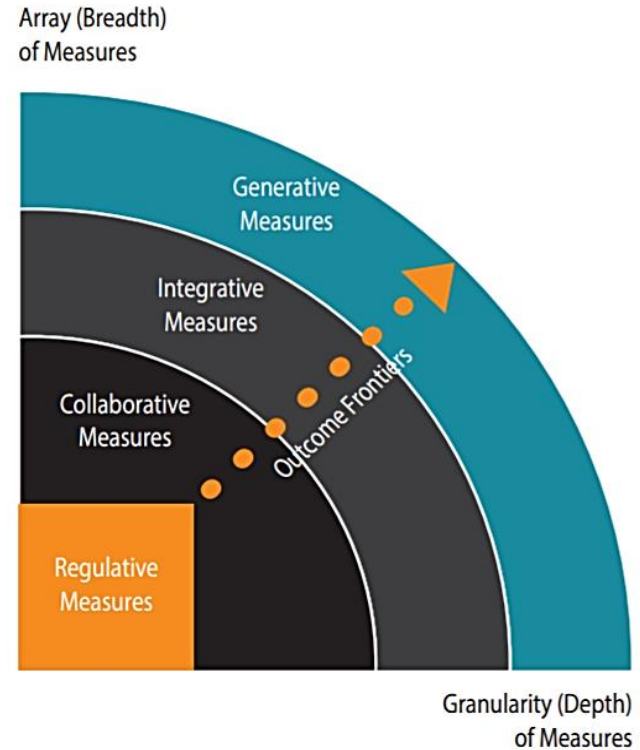 Array (Breadth)
of Measures
Generative
Measures
Integrative
Measures
Outcome Frontiers
Collaborative
Measures
Regulative
Measures
Granularity (Depth)
of Measures